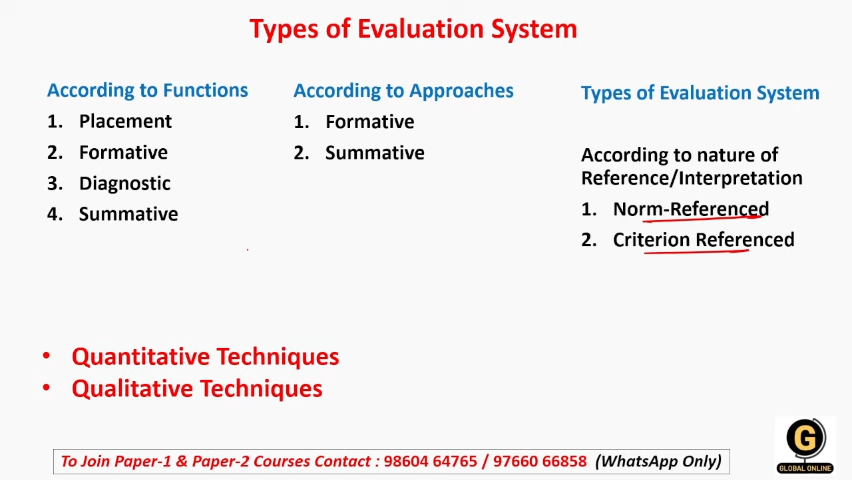 Types of Evaluation System
According to Functions
1. Placement
2. Formative
3. Diagnostic
4. Summative
According to Approaches
1. Formative
2. Summative
Types of Evaluation System
According to nature of
Reference/Interpretation
1. Norm-Referenced
2. Criterion Referenced
• Quantitative Techniques
• Qualitative Techniques
To Join Paper-1 & Paper-2 Courses Contact : 98604 64765 / 97660 66858 (WhatsApp Only)
G
GLOBAL ONLINE